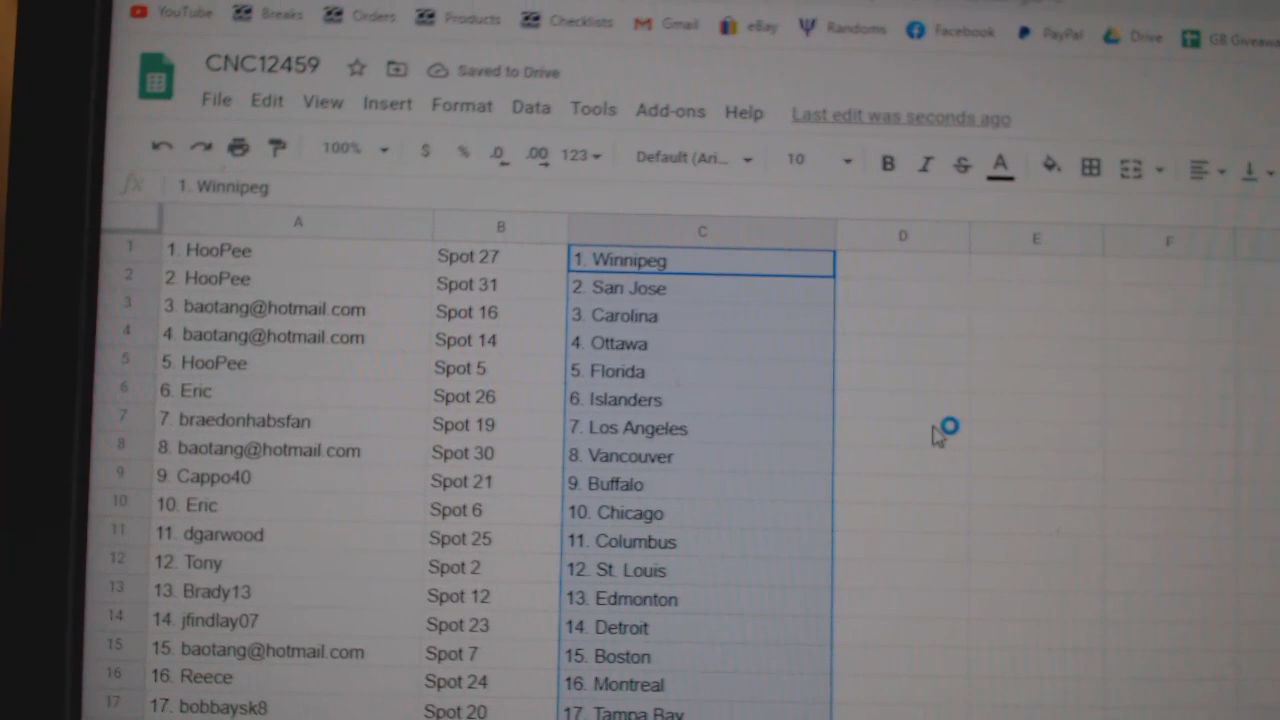 YouTube Breaks Orders Products Checklists Gmail eBay Randoms Facebook PayPal Drive GB Giveaw
CNC12459 Saved to Drive
File Edit View Insert Format Data Tools Add-ons Help Last edit was seconds ago
100% $ % .0 .00 123 Default (Ari... 10 B I S A
fx 1. Winnipeg
A B C D E F
1 1. HooPee Spot 27 1. Winnipeg
2 2. HooPee Spot 31 2. San Jose
3 3. baotang@hotmail.com Spot 16 3. Carolina
4 4. baotang@hotmail.com Spot 14 4. Ottawa
5 5. HooPee Spot 5 5. Florida
6 6. Eric Spot 26 6. Islanders
7 7. braedonhabsfan Spot 19 7. Los Angeles
8 8. baotang@hotmail.com Spot 30 8. Vancouver
9 9. Cappo40 Spot 21 9. Buffalo
10 10. Eric Spot 6 10. Chicago
11 11. dgarwood Spot 25 11. Columbus
12 12. Tony Spot 2 12. St. Louis
13 13. Brady13 Spot 12 13. Edmonton
14 14. jfindlay07 Spot 23 14. Detroit
15 15. baotang@hotmail.com Spot 7 15. Boston
16 16. Reece Spot 24 16. Montreal
17 17. bobbaysk8 Spot 20 17. Tampa Bay